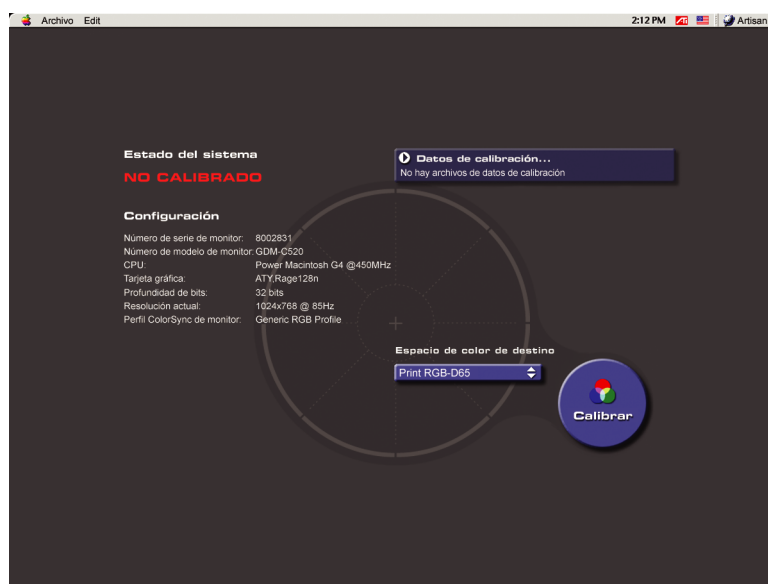 Archivo Edit 2:12 PM ATI Artisan
Estado del sistema
NO CALIBRADO
Datos de calibración...
No hay archivos de datos de calibración
Configuración
Número de serie de monitor: 8002831
Número de modelo de monitor: GDM-C520
CPU: Power Macintosh G4 @450MHz
Tarjeta gráfica: ATY,Rage128n
Profundidad de bits: 32 bits
Resolución actual: 1024x768 @ 85Hz
Perfil ColorSync de monitor: Generic RGB Profile
Espacio de color de destino
Print RGB-D65
Calibrar